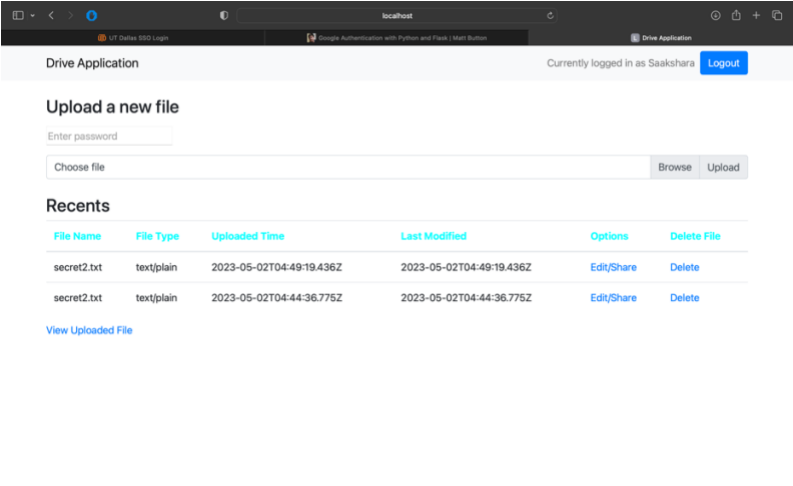 localhost
UT Dallas SSO Login
Google Authentication with Python and Flask | Matt Button
Drive Application
Drive Application
Currently logged in as Saakshara Logout
Upload a new file
Enter password
Choose file Browse Upload
Recents
File Name File Type Uploaded Time Last Modified Options Delete File
secret2.txt text/plain 2023-05-02T04:49:19.436Z 2023-05-02T04:49:19.436Z Edit/Share Delete
secret2.txt text/plain 2023-05-02T04:44:36.775Z 2023-05-02T04:44:36.775Z Edit/Share Delete
View Uploaded File